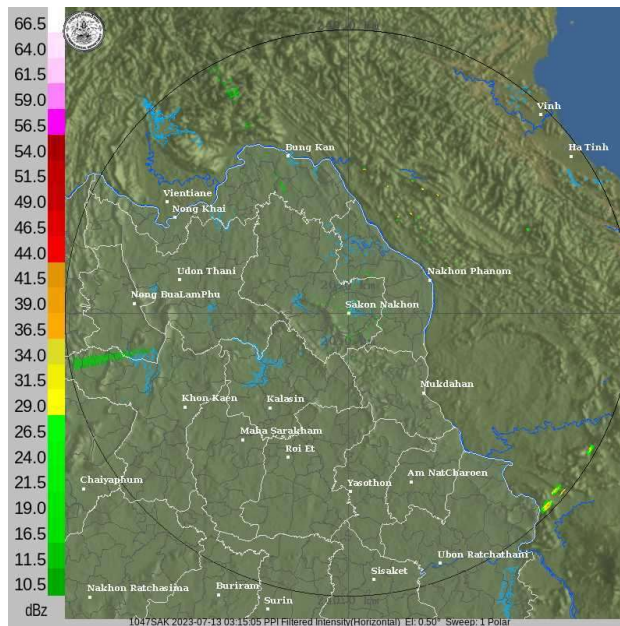 66.5
64.0
61.5
59.0
56.5
54.0
51.5
49.0
46.5
44.0
41.5
39.0
36.5
34.0
31.5
29.0
26.5
24.0
21.5
19.0
16.5
11.5
10.5
dBz
Vinh
Ha Tinh
Bung Kan
Vientiane
Nong Khai
Udon Thani
Nakhon Phanom
Nong BuaLamPhu
Sakon Nakhon
Mukdahan
Khon Kaen
Kalasin
Maha Sarakham
Roi Et
Chaiyaphum
Am NatCharoen
Yasothon
Ubon Ratchathani
Sisaket
Nakhon Ratchasima
Buriram
Surin
1047SAK 2023-07-13 03:15:05 PPI Filtered Intensity(Horizontal) El: 0.50° Sweep: 1 Polar